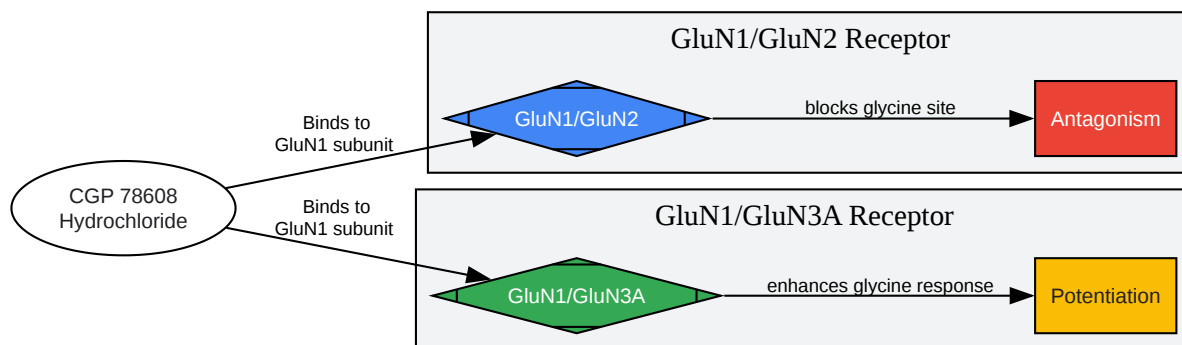 GluN1/GluN2 Receptor
Binds to
GluN1 subunit
GluN1/GluN2
blocks glycine site
Antagonism
CGP 78608
Hydrochloride
Binds to
GluN1 subunit
GluN1/GluN3A Receptor
GluN1/GluN3A
enhances glycine response
Potentiation